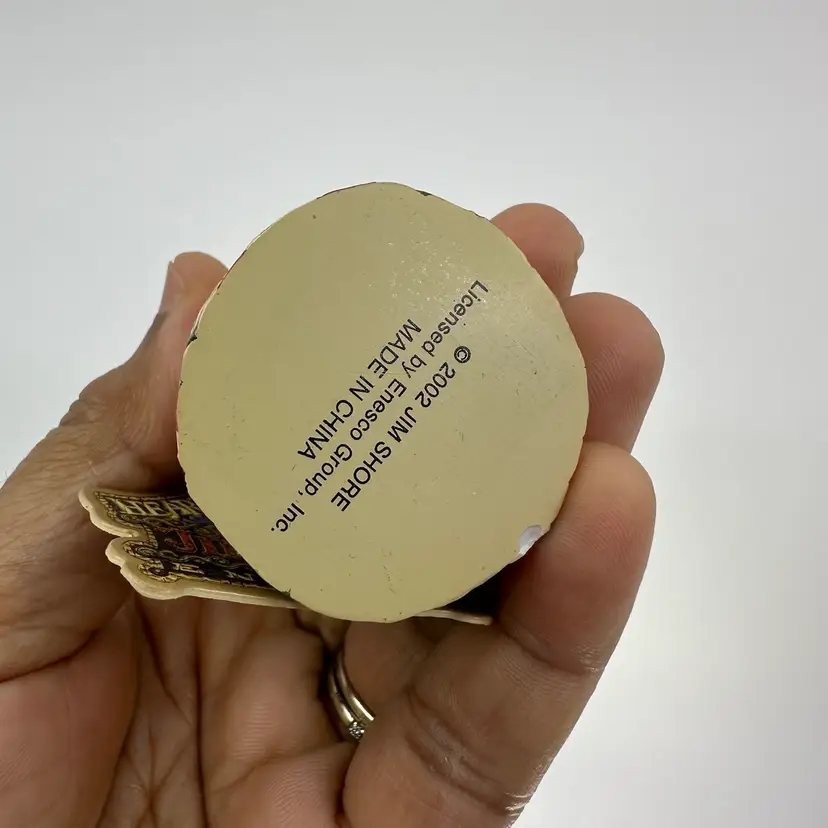 © 2002 JIM SHORE
Licensed by Enesco Group, Inc.
MADE IN CHINA